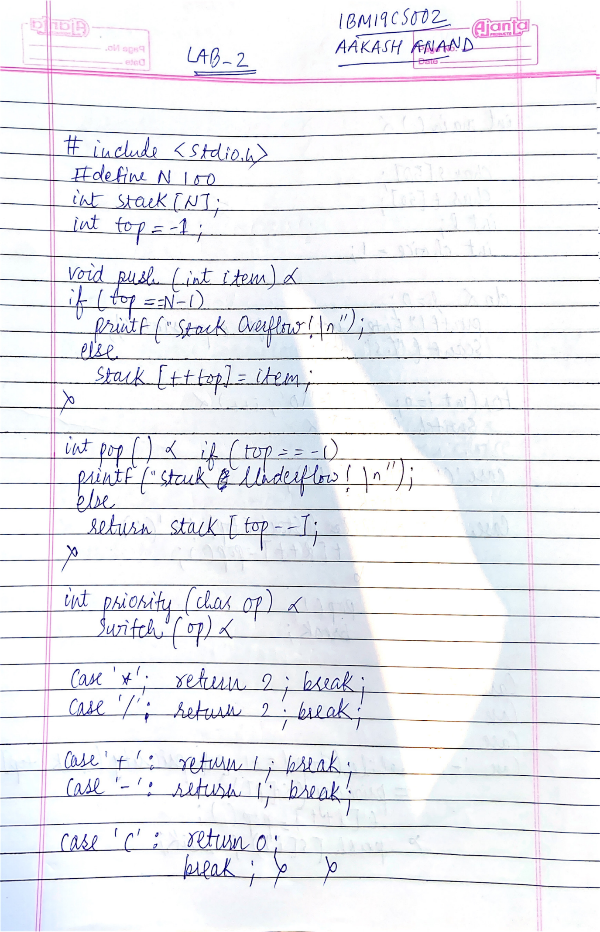 1BM19CS002
Ajanta
LAB-2
AAKASH ANAND
# include <stdio.h>
#define N 100
int stack[N];
int top = -1;
void push (int item) {
if (top == N-1)
printf ("Stack Overflow!\n");
else
stack [++top] = item;
}
int pop () { if (top == -1)
printf ("Stack Underflow! \n");
else
return stack [top--];
}
int priority (char op) {
switch (op) {
case '*'; return 2; break;
case '/': return 2; break;
case '+': return 1; break;
case '-': return 1; break;
case '(': return 0;
break; } }